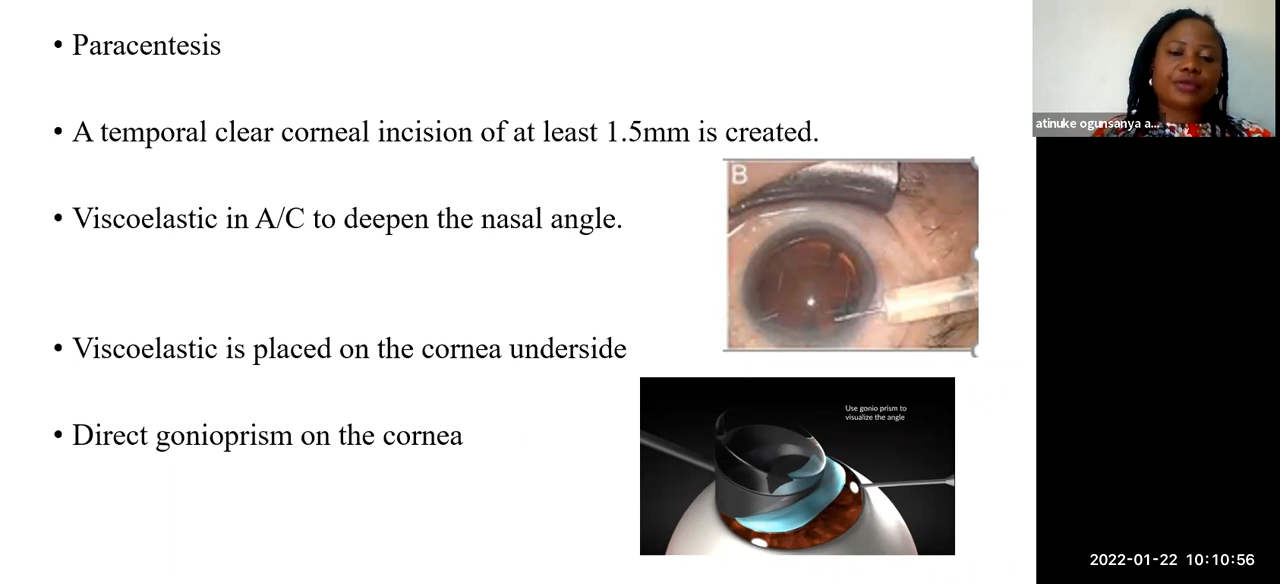 • Paracentesis
• A temporal clear corneal incision of at least 1.5mm is created.
B
• Viscoelastic in A/C to deepen the nasal angle.
• Viscoelastic is placed on the cornea underside
Use gonio prism to
visualize the angle
• Direct gonioprism on the cornea
atinuke ogunsanya a...
2022-01-22 10:10:56